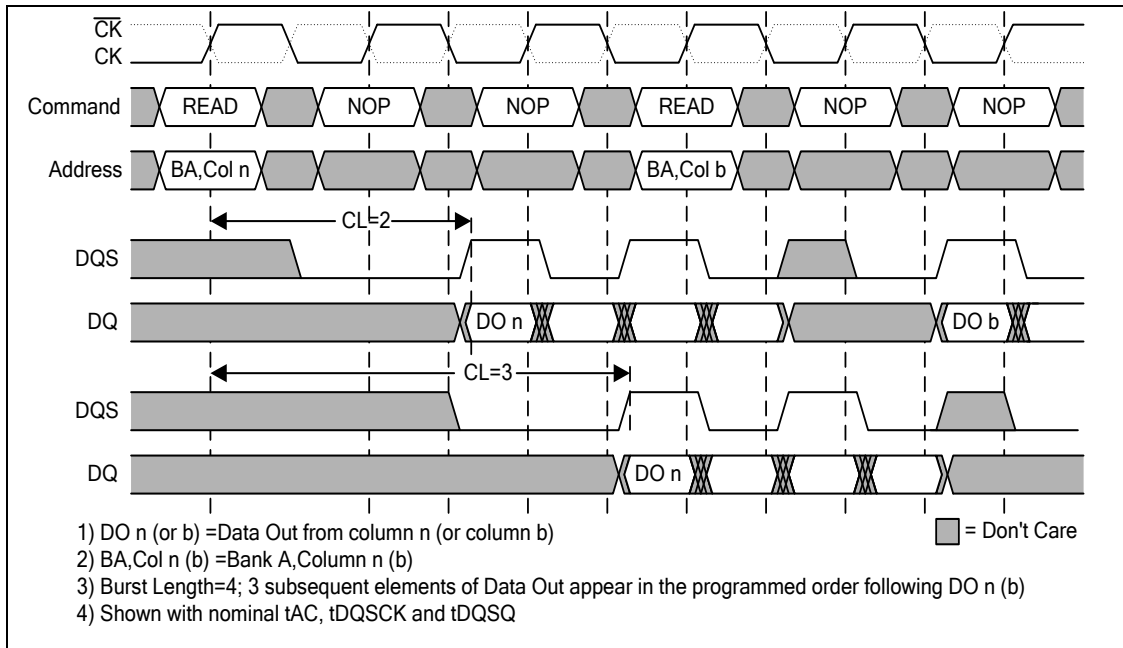 C̅K̅
CK
Command READ NOP NOP READ NOP NOP
Address BA,Col n BA,Col b
CL=2
DQS
DQ DO n DO b
CL=3
DQS
DQ DO n
1) DO n (or b) =Data Out from column n (or column b)
= Don't Care
2) BA,Col n (b) =Bank A,Column n (b)
3) Burst Length=4; 3 subsequent elements of Data Out appear in the programmed order following DO n (b)
4) Shown with nominal tAC, tDQSCK and tDQSQ